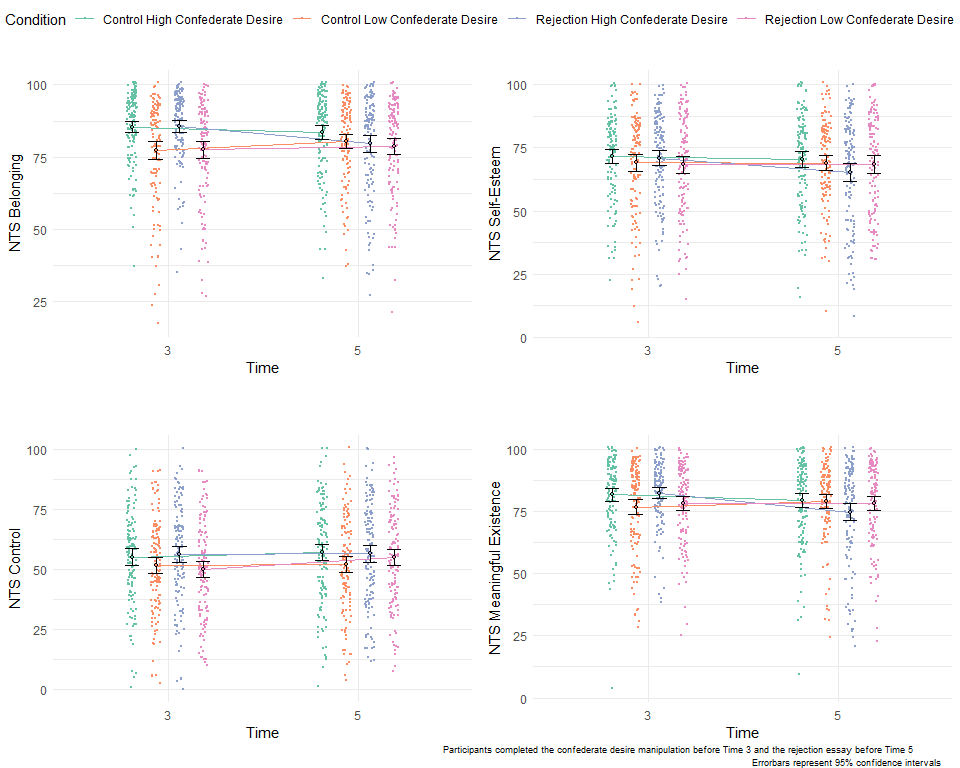 Condition Control High Confederate Desire Control Low Confederate Desire Rejection High Confederate Desire Rejection Low Confederate Desire
NTS Belonging
100
75
50
25
3 5
Time
NTS Self-Esteem
100
75
50
25
0
3 5
Time
NTS Control
100
75
50
25
0
3 5
Time
NTS Meaningful Existence
100
75
50
25
0
3 5
Time
Participants completed the confederate desire manipulation before Time 3 and the rejection essay before Time 5
Errorbars represent 95% confidence intervals